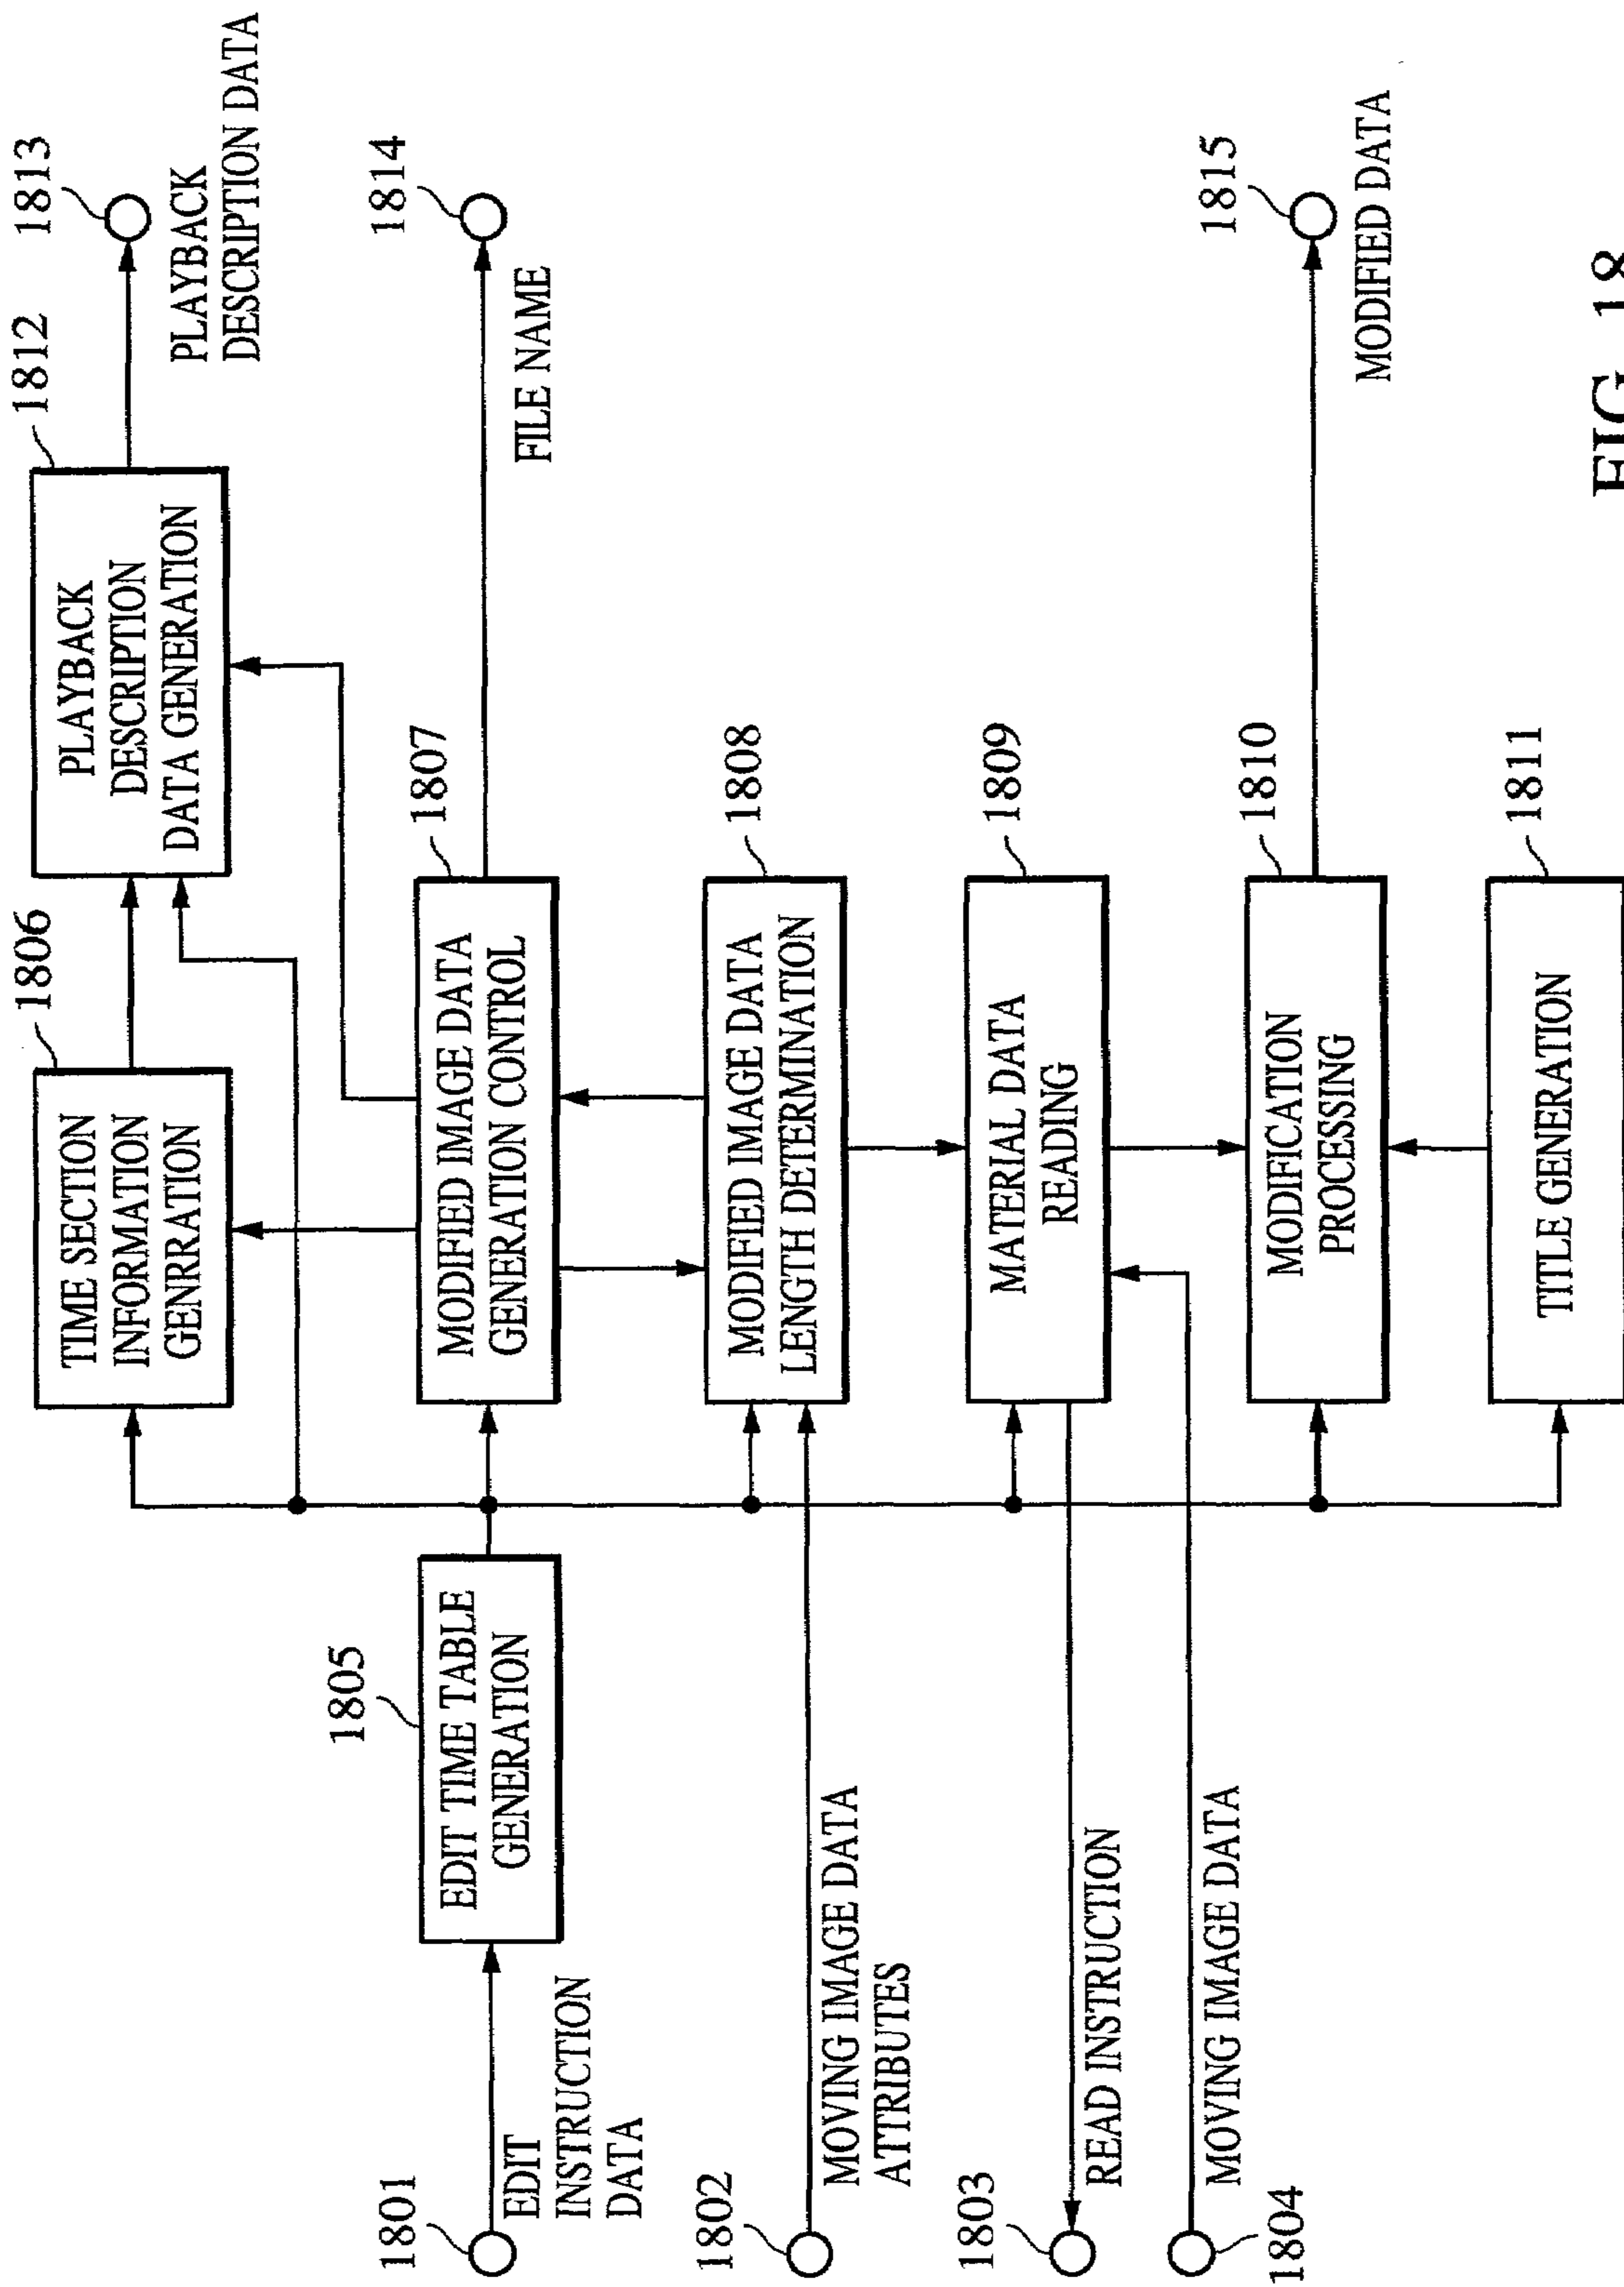 1801
EDIT
INSTRUCTION
DATA
1802
MOVING IMAGE DATA
ATTRIBUTES
1803
READ INSTRUCTION
1804
MOVING IMAGE DATA
1805
EDIT TIME TABLE
GENERATION
1806
TIME SECTION
INFORMATION
GENRRATION
1807
MODIFIED IMAGE DATA
GENERATION CONTROL
1808
MODIFIED IMAGE DATA
LENGTH DETERMINATION
1809
MATERIAL DATA
READING
1810
MODIFICATION
PROCESSING
1811
TITLE GENERATION
1812
PLAYBACK
DESCRIPTION
DATA GENERATION
1813
PLAYBACK
DESCRIPTION DATA
1814
FILE NAME
1815
MODIFIED DATA
FIG. 18